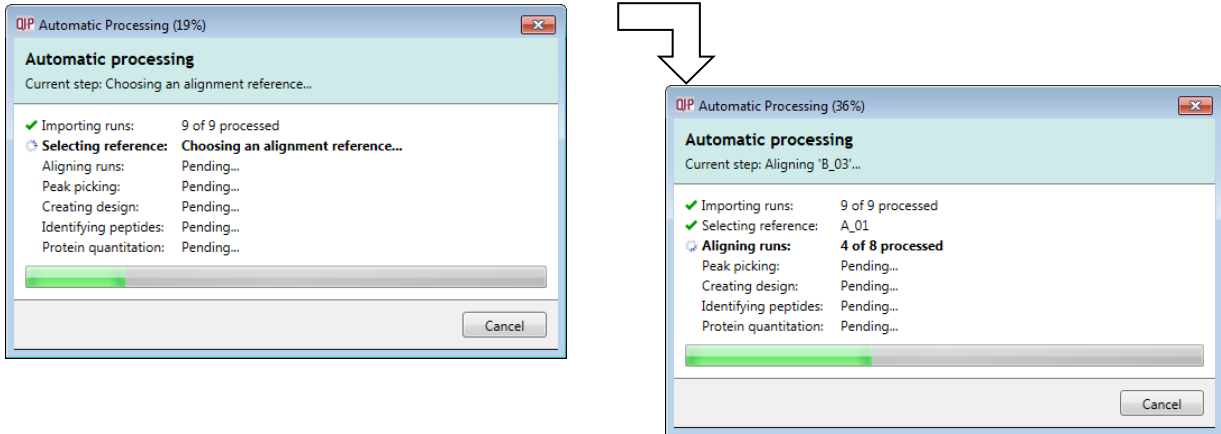 QIP Automatic Processing (19%)
Automatic processing
Current step: Choosing an alignment reference...
Importing runs: 9 of 9 processed
Selecting reference: Choosing an alignment reference...
Aligning runs: Pending...
Peak picking: Pending...
Creating design: Pending...
Identifying peptides: Pending...
Protein quantitation: Pending...
Cancel
QIP Automatic Processing (36%)
Automatic processing
Current step: Aligning 'B_03'...
Importing runs: 9 of 9 processed
Selecting reference: A_01
Aligning runs: 4 of 8 processed
Peak picking: Pending...
Creating design: Pending...
Identifying peptides: Pending...
Protein quantitation: Pending...
Cancel